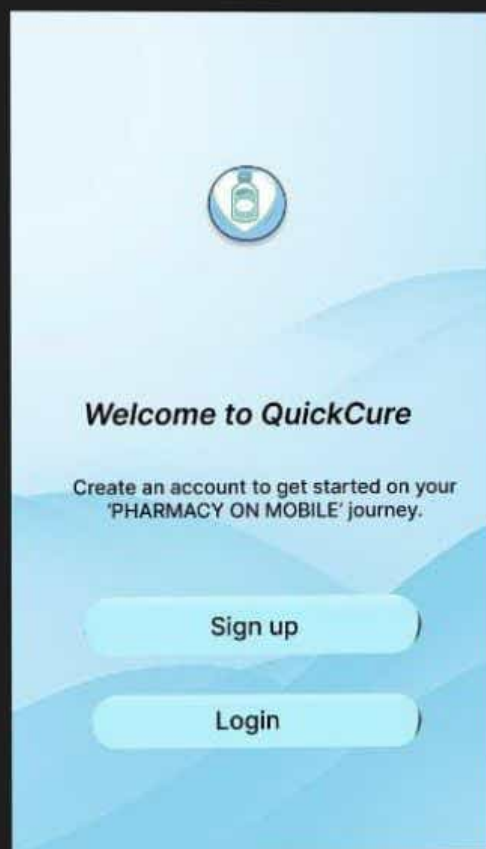 Welcome to QuickCure
Create an account to get started on your
'PHARMACY ON MOBILE' journey.
Sign up
Login